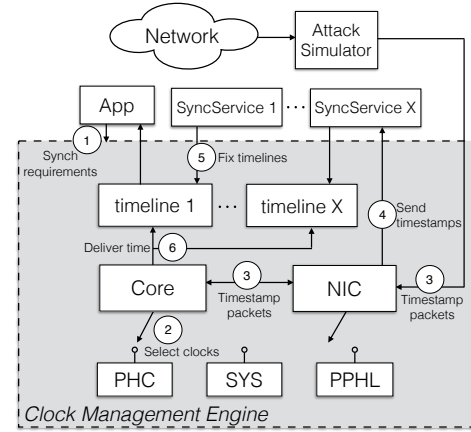 Network
Attack
Simulator
App
SyncService 1
...
SyncService X
1
Synch
requirements
5
Fix timelines
timeline 1
...
timeline X
4
Send
timestamps
Deliver time
6
Core
3
Timestamp
packets
NIC
3
Timestamp
packets
2
Select clocks
PHC
SYS
PPHL
Clock Management Engine